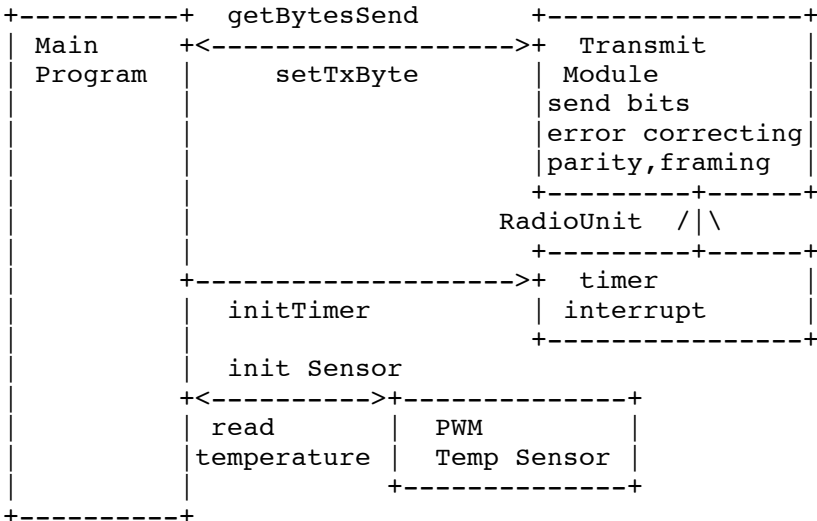 getBytesSend
Main Transmit
Program setTxByte Module
send bits
error correcting
parity,framing
RadioUnit
timer
initTimer interrupt
init Sensor
read PWM
temperature Temp Sensor